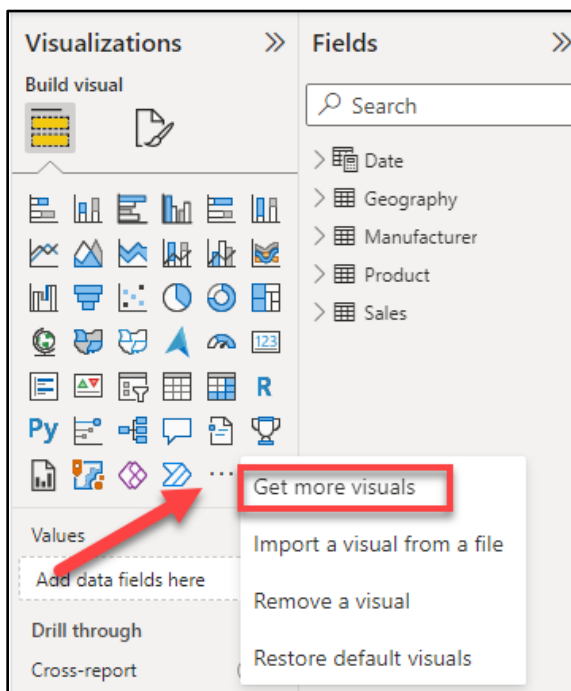 Visualizations
Fields
Build visual
Search
Date
Geography
Manufacturer
Product
Sales
123
R
Py
Get more visuals
Values
Import a visual from a file
Add data fields here
Remove a visual
Drill through
Restore default visuals
Cross-report